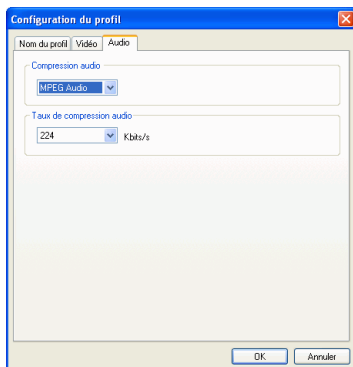 Configuration du profil
Nom du profil Vidéo Audio
Compression audio
MPEG Audio
Taux de compression audio
224 Kbits/s
OK Annuler